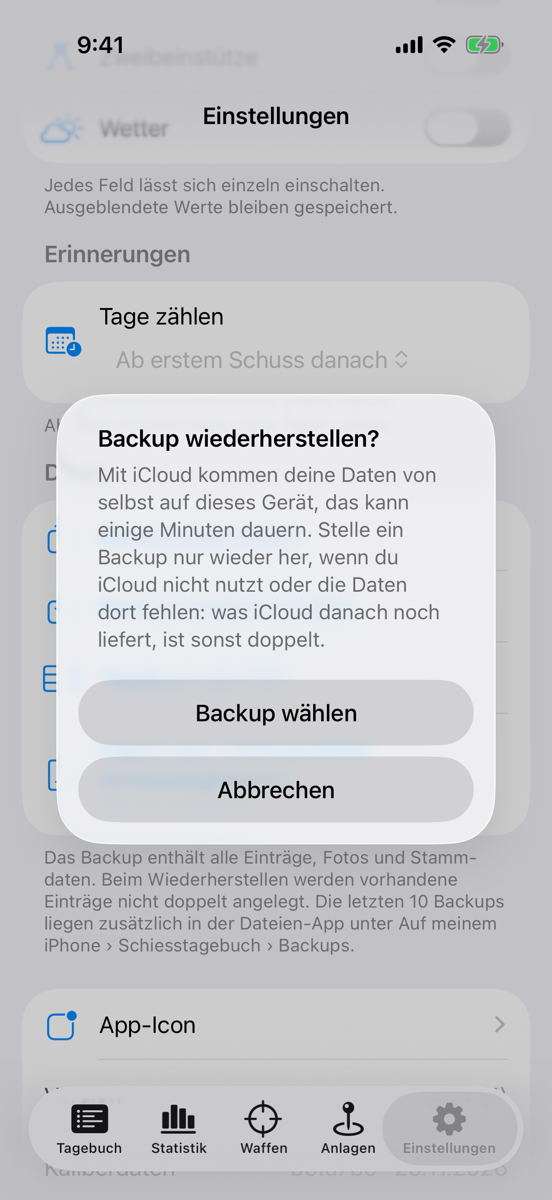 9:41
Zweibeinstütze
Einstellungen
Wetter
Jedes Feld lässt sich einzeln einschalten.
Ausgeblendete Werte bleiben gespeichert.
Erinnerungen
Tage zählen
Ab erstem Schuss danach
Backup wiederherstellen?
Mit iCloud kommen deine Daten von
selbst auf dieses Gerät, das kann
einige Minuten dauern. Stelle ein
Backup nur wieder her, wenn du
iCloud nicht nutzt oder die Daten
dort fehlen: was iCloud danach noch
liefert, ist sonst doppelt.
Backup wählen
Abbrechen
Das Backup enthält alle Einträge, Fotos und Stamm-
daten. Beim Wiederherstellen werden vorhandene
Einträge nicht doppelt angelegt. Die letzten 10 Backups
liegen zusätzlich in der Dateien-App unter Auf meinem
iPhone › Schiesstagebuch › Backups.
App-Icon
Tagebuch
Statistik
Waffen
Anlagen
Einstellungen
Kaliberdaten